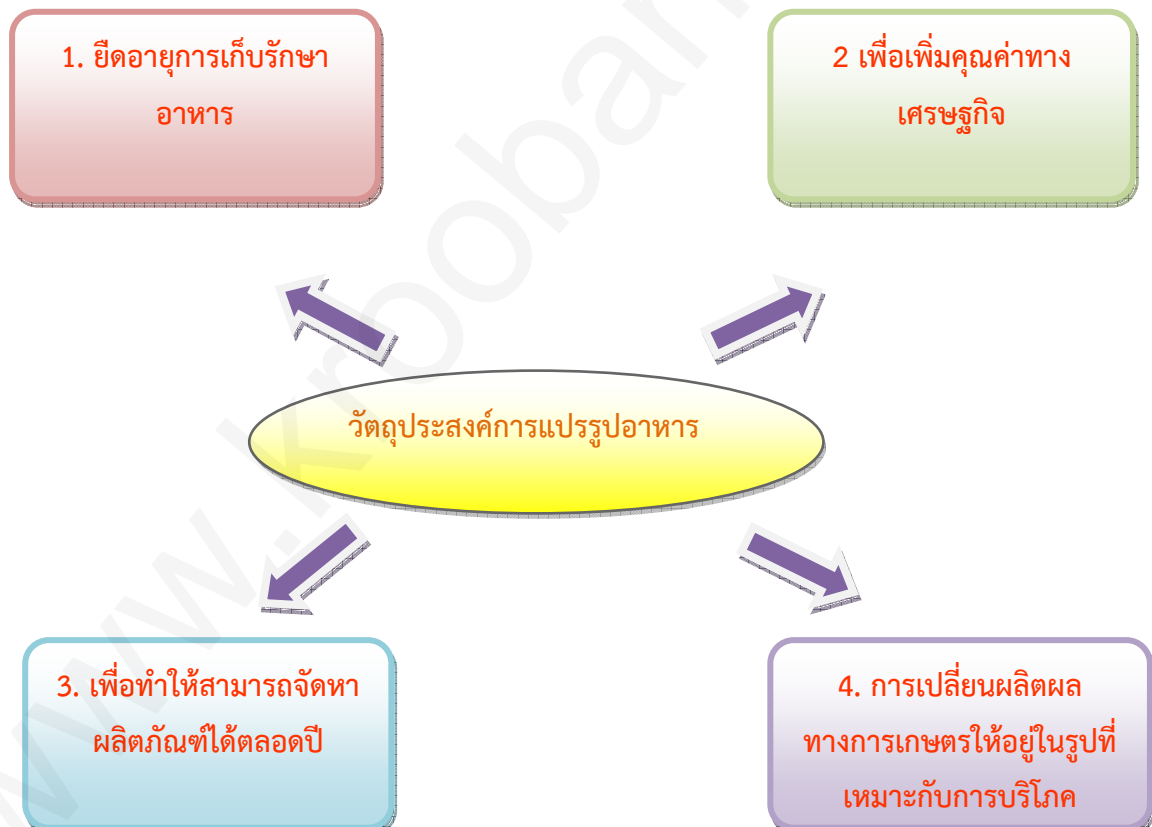 1. ยืดอายุการเก็บรักษา
อาหาร
2 เพื่อเพิ่มคุณค่าทาง
เศรษฐกิจ
วัตถุประสงค์การแปรรูปอาหาร
3. เพื่อทำให้สามารถจัดหา
ผลิตภัณฑ์ได้ตลอดปี
4. การเปลี่ยนผลิตผล
ทางการเกษตรให้อยู่ในรูปที่
เหมาะกับการบริโภค